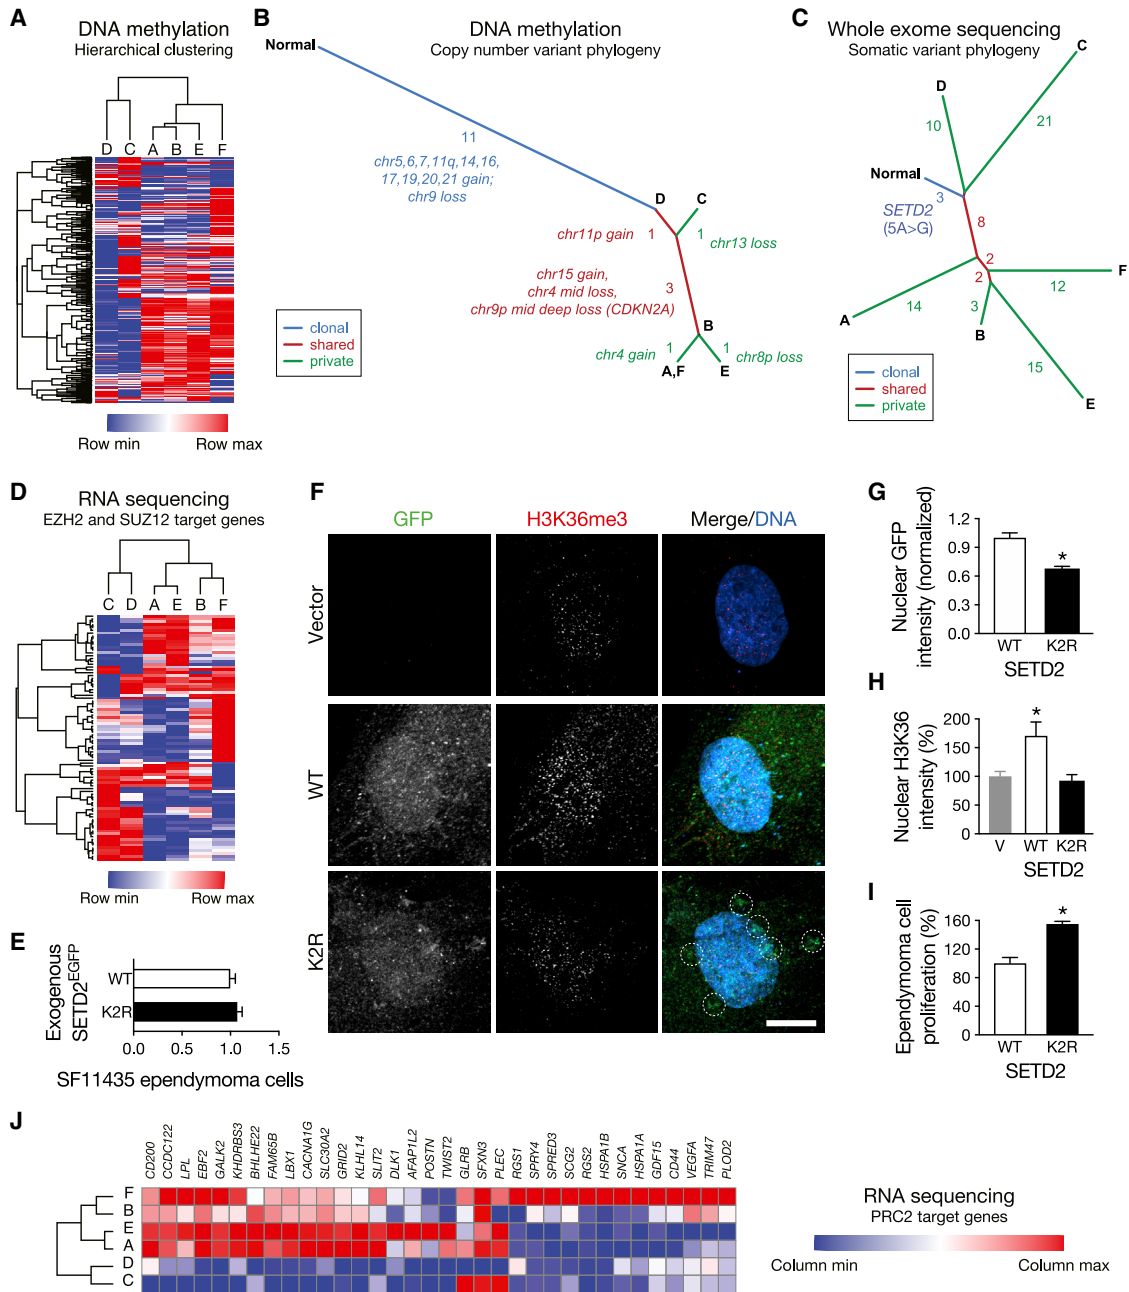 A
DNA methylation
Hierarchical clustering
D C A B E F
Row min Row max
B
DNA methylation
Copy number variant phylogeny
Normal
11
chr5,6,7,11q,14,16,
17,19,20,21 gain;
chr9 loss
D
C
chr11p gain
1
1
chr13 loss
chr15 gain,
chr4 mid loss,
chr9p mid deep loss (CDKN2A)
3
B
chr4 gain
1
1
chr8p loss
A,F
E
clonal
shared
private
C
Whole exome sequencing
Somatic variant phylogeny
C
D
10
21
Normal
3
SETD2
(5A>G)
8
2
2
F
12
14
A
3
B
15
E
clonal
shared
private
D
RNA sequencing
EZH2 and SUZ12 target genes
C D A E B F
Row min Row max
E
Exogenous
SETD2EGFP
WT
K2R
0.0 0.5 1.0 1.5
SF11435 ependymoma cells
F
GFP
H3K36me3
Merge/DNA
Vector
WT
K2R
G
Nuclear GFP
intensity (normalized)
1.2
0.9
0.6
0.3
0.0
*
WT K2R
SETD2
H
Nuclear H3K36
intensity (%)
200
150
100
50
0
*
V WT K2R
SETD2
I
Ependymoma cell
proliferation (%)
160
120
80
40
0
*
WT K2R
SETD2
J
CD200
CCDC122
LPL
EBF2
GALK2
KHDRBS3
BHLHE22
FAM65B
LBX1
CACNA1G
SLC30A2
GRID2
KLHL14
SLIT2
DLK1
AFAP1L2
POSTN
TWIST2
GLRB
SFXN3
PLEC
RGS1
SPRY4
SPRED3
SCG2
RGS2
HSPA1B
SNCA
HSPA1A
GDF15
CD44
VEGFA
TRIM47
PLOD2
F
B
E
A
D
C
RNA sequencing
PRC2 target genes
Column min Column max